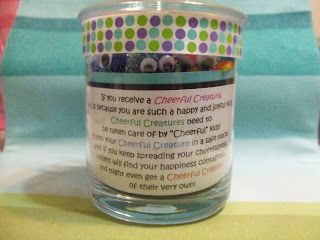 If you receive a Cheerful Creature,
is because you are such a happy and joyful kid!
Cheerful Creatures need to
be taken care of by "Cheerful" Kids!
Keep your Cheerful Creature in a safe place,
and if you keep spreading your cheerfulness,
others will find your happiness contagious,
and might even get a Cheerful Creature
of their very own!